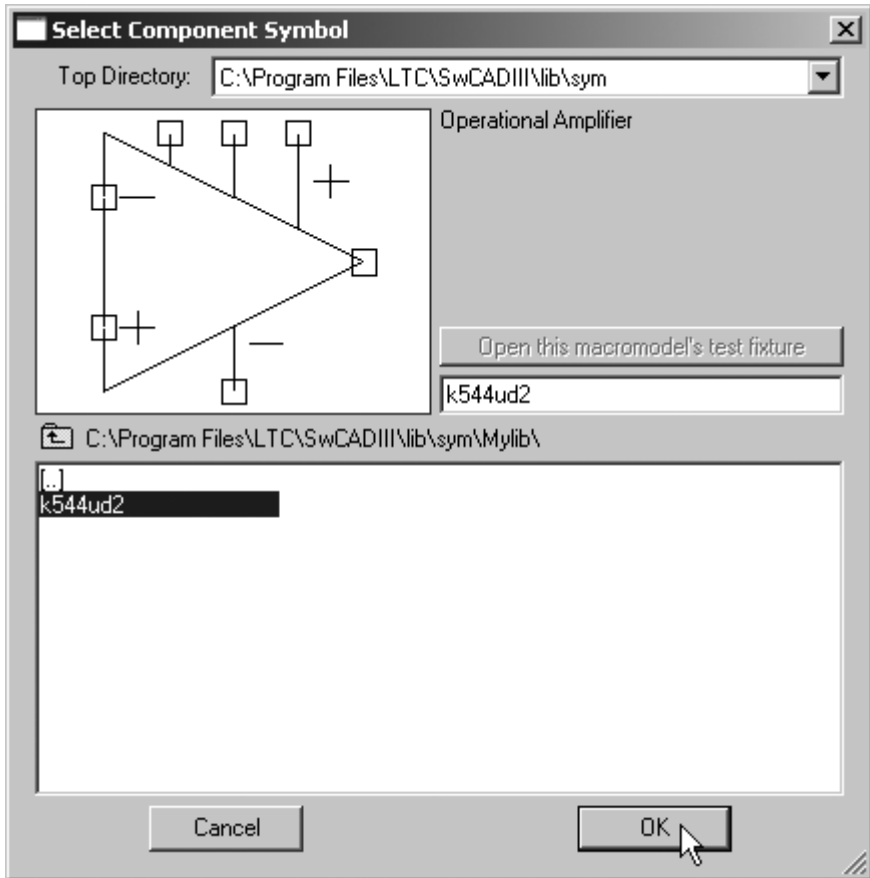 Select Component Symbol
Top Directory: C:\Program Files\LTC\SwCADIII\lib\sym
Operational Amplifier
Open this macromodel's test fixture
k544ud2
C:\Program Files\LTC\SwCADIII\lib\sym\Mylib\
[..]
k544ud2
Cancel OK